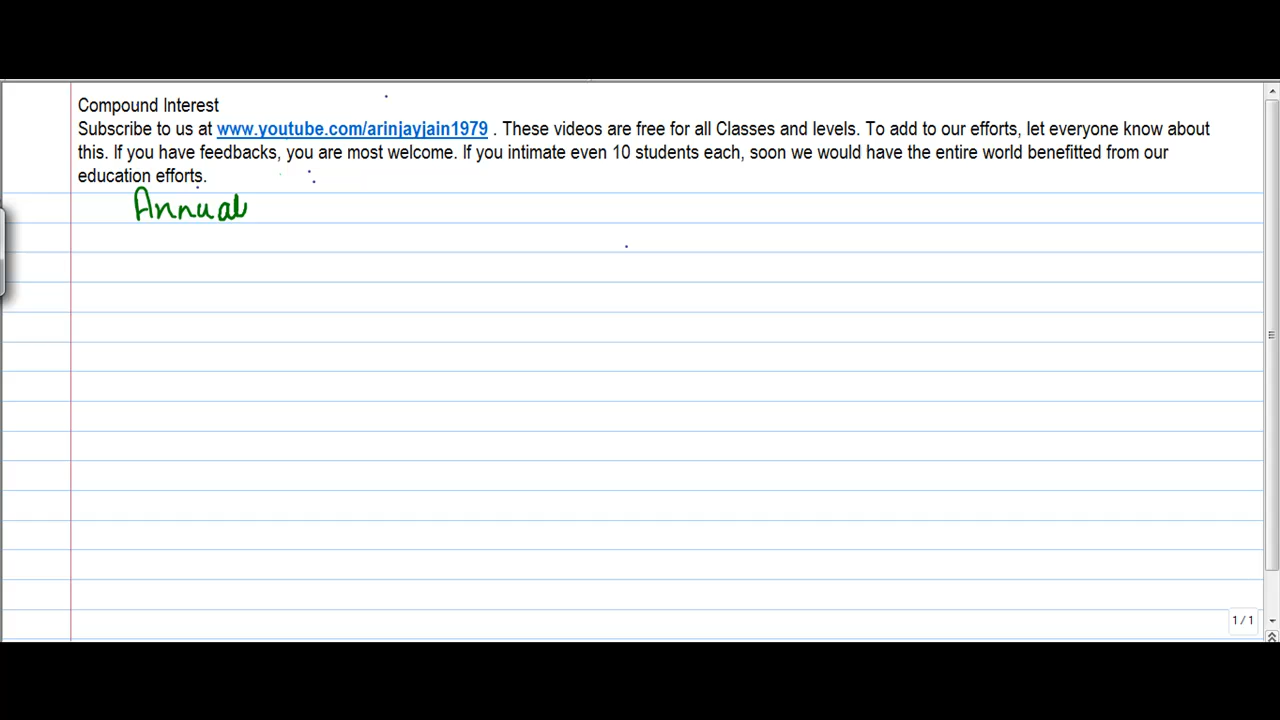 Compound Interest
Subscribe to us at www.youtube.com/arinjayjain1979 . These videos are free for all Classes and levels. To add to our efforts, let everyone know about
this. If you have feedbacks, you are most welcome. If you intimate even 10 students each, soon we would have the entire world benefitted from our
education efforts.
Annual
1 / 1